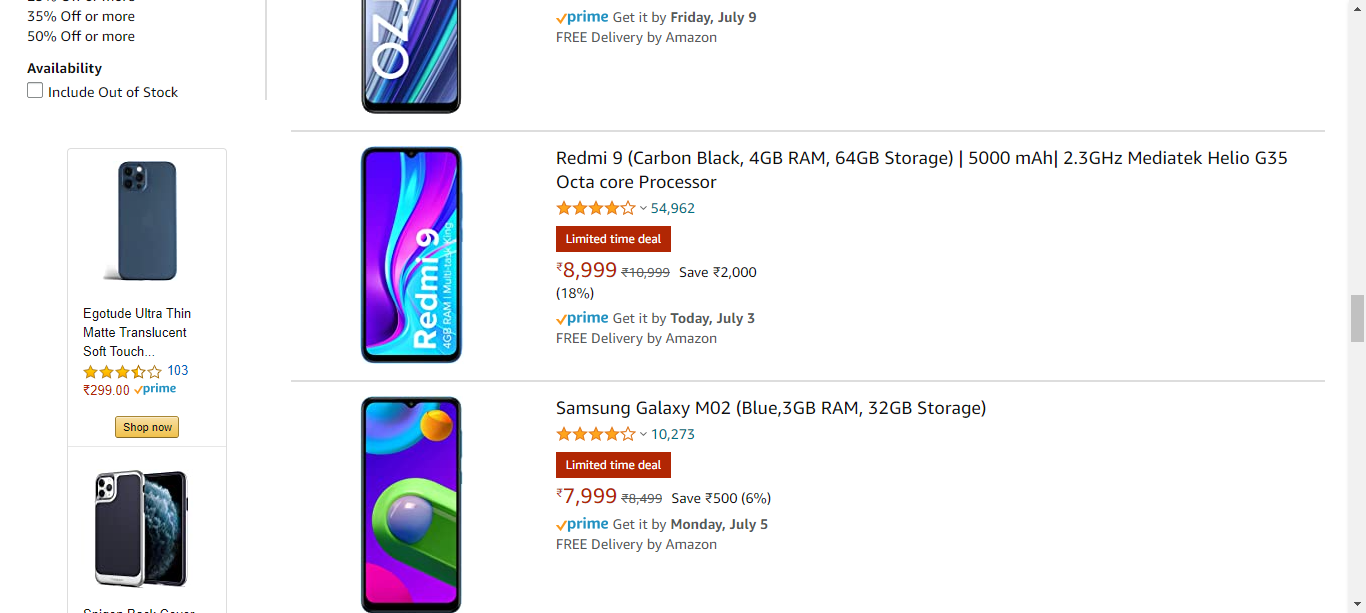 35% Off or more
50% Off or more
Availability
Include Out of Stock
Egotude Ultra Thin
Matte Translucent
Soft Touch...
103
₹299.00 prime
Shop now
prime Get it by Friday, July 9
FREE Delivery by Amazon
Redmi 9
4GB RAM | Multi-task King
Redmi 9 (Carbon Black, 4GB RAM, 64GB Storage) | 5000 mAh| 2.3GHz Mediatek Helio G35
Octa core Processor
54,962
Limited time deal
₹8,999 ₹10,999 Save ₹2,000
(18%)
prime Get it by Today, July 3
FREE Delivery by Amazon
Samsung Galaxy M02 (Blue,3GB RAM, 32GB Storage)
10,273
Limited time deal
₹7,999 ₹8,499 Save ₹500 (6%)
prime Get it by Monday, July 5
FREE Delivery by Amazon